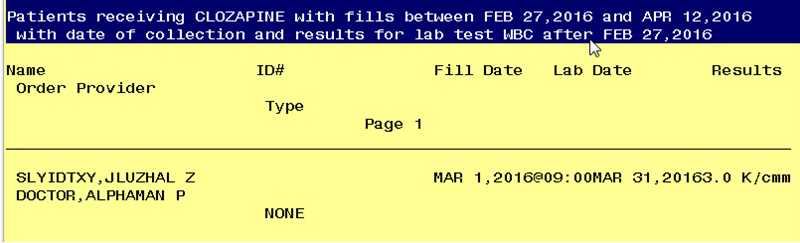 Patients receiving CLOZAPINE with fills between FEB 27,2016 and APR 12,2016
with date of collection and results for lab test WBC after FEB 27,2016
Name ID# Fill Date Lab Date Results
Order Provider
Type
Page 1
SLYIDTXY,JLUZHAL Z MAR 1,2016@09:00MAR 31,20163.0 K/cmm
DOCTOR,ALPHAMAN P
NONE